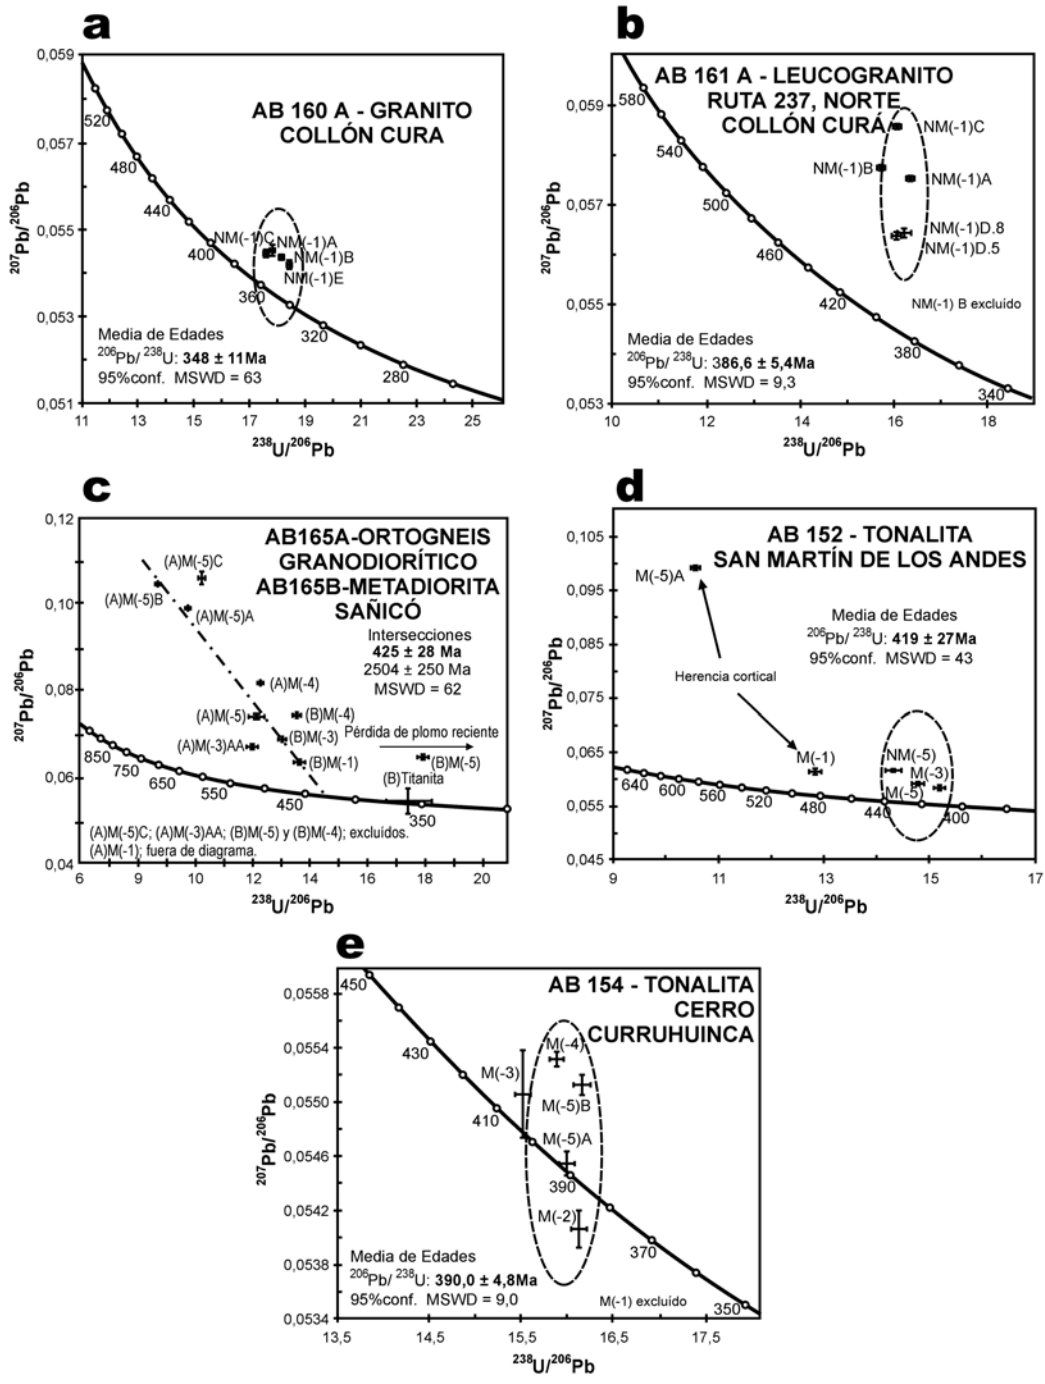 a
0,059
0,057
0,055
0,053
0,051
207Pb/206Pb
AB 160 A - GRANITO
COLLÓN CURA
520
480
440
400
360
320
280
NM(-1)C
NM(-1)A
NM(-1)B
NM(-1)E
Media de Edades
206Pb/ 238U: 348 ± 11Ma
95%conf. MSWD = 63
11 13 15 17 19 21 23 25
238U/206Pb
b
0,059
0,057
0,055
0,053
207Pb/206Pb
AB 161 A - LEUCOGRANITO
RUTA 237, NORTE
COLLÓN CURÁ
580
540
500
460
420
380
340
NM(-1)C
NM(-1)B
NM(-1)A
NM(-1)D.8
NM(-1)D.5
NM(-1) B excluído
Media de Edades
206Pb/ 238U: 386,6 ± 5,4Ma
95%conf. MSWD = 9,3
10 12 14 16 18
238U/206Pb
c
0,12
0,10
0,08
0,06
0,04
207Pb/206Pb
AB165A-ORTOGNEIS
GRANODIORÍTICO
AB165B-METADIORITA
SAÑICÓ
Intersecciones
425 ± 28 Ma
2504 ± 250 Ma
MSWD = 62
(A)M(-5)C
(A)M(-5)B
(A)M(-5)A
(A)M(-4)
(A)M(-5)
(B)M(-4)
(A)M(-3)AA
(B)M(-3)
Pérdida de plomo reciente
(B)M(-1)
(B)M(-5)
(B)Titanita
850
750
650
550
450
350
(A)M(-5)C; (A)M(-3)AA; (B)M(-5) y (B)M(-4); excluídos.
(A)M(-1); fuera de diagrama.
6 8 10 12 14 16 18 20
238U/206Pb
d
0,105
0,095
0,085
0,075
0,065
0,055
0,045
207Pb/206Pb
AB 152 - TONALITA
SAN MARTÍN DE LOS ANDES
M(-5)A
Media de Edades
206Pb/ 238U: 419 ± 27Ma
95%conf. MSWD = 43
Herencia cortical
M(-1)
NM(-5)
M(-3)
M(-5)
640
600
560
520
480
440
400
9 11 13 15 17
238U/206Pb
e
0,0558
0,0554
0,0550
0,0546
0,0542
0,0538
0,0534
207Pb/206Pb
AB 154 - TONALITA
CERRO
CURRUHUINCA
450
430
410
390
370
350
M(-4)
M(-3)
M(-5)B
M(-5)A
M(-2)
Media de Edades
206Pb/ 238U: 390,0 ± 4,8Ma
95%conf. MSWD = 9,0
M(-1) excluído
13,5 14,5 15,5 16,5 17,5
238U/206Pb